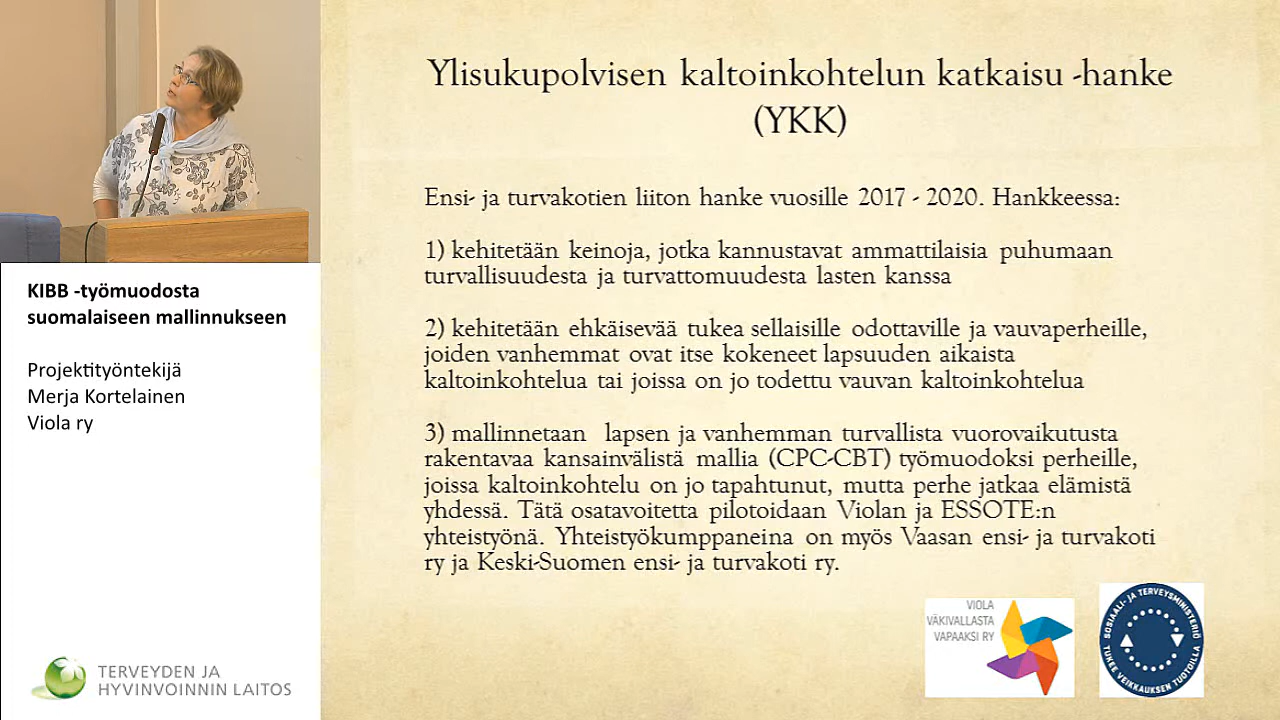 KIBB -työmuodosta
suomalaiseen mallinnukseen
Projektityöntekijä
Merja Kortelainen
Viola ry
TERVEYDEN JA
HYVINVOINNIN LAITOS
Ylisukupolvisen kaltoinkohtelun katkaisu -hanke
(YKK)
Ensi- ja turvakotien liiton hanke vuosille 2017 - 2020. Hankkeessa:
1) kehitetään keinoja, jotka kannustavat ammattilaisia puhumaan
turvallisuudesta ja turvattomuudesta lasten kanssa
2) kehitetään ehkäisevää tukea sellaisille odottaville ja vauvaperheille,
joiden vanhemmat ovat itse kokeneet lapsuuden aikaista
kaltoinkohtelua tai joissa on jo todettu vauvan kaltoinkohtelua
3) mallinnetaan lapsen ja vanhemman turvallista vuorovaikutusta
rakentavaa kansainvälistä mallia (CPC-CBT) työmuodoksi perheille,
joissa kaltoinkohtelu on jo tapahtunut, mutta perhe jatkaa elämistä
yhdessä. Tätä osatavoitetta pilotoidaan Violan ja ESSOTE:n
yhteistyönä. Yhteistyökumppaneina on myös Vaasan ensi- ja turvakoti
ry ja Keski-Suomen ensi- ja turvakoti ry.
VIOLA
VÄKIVALLASTA
VAPAAKSI RY
SOSIAALI- JA TERVEYSMINISTERIÖ
TUKEE VEIKKAUKSEN TUOTOILLA